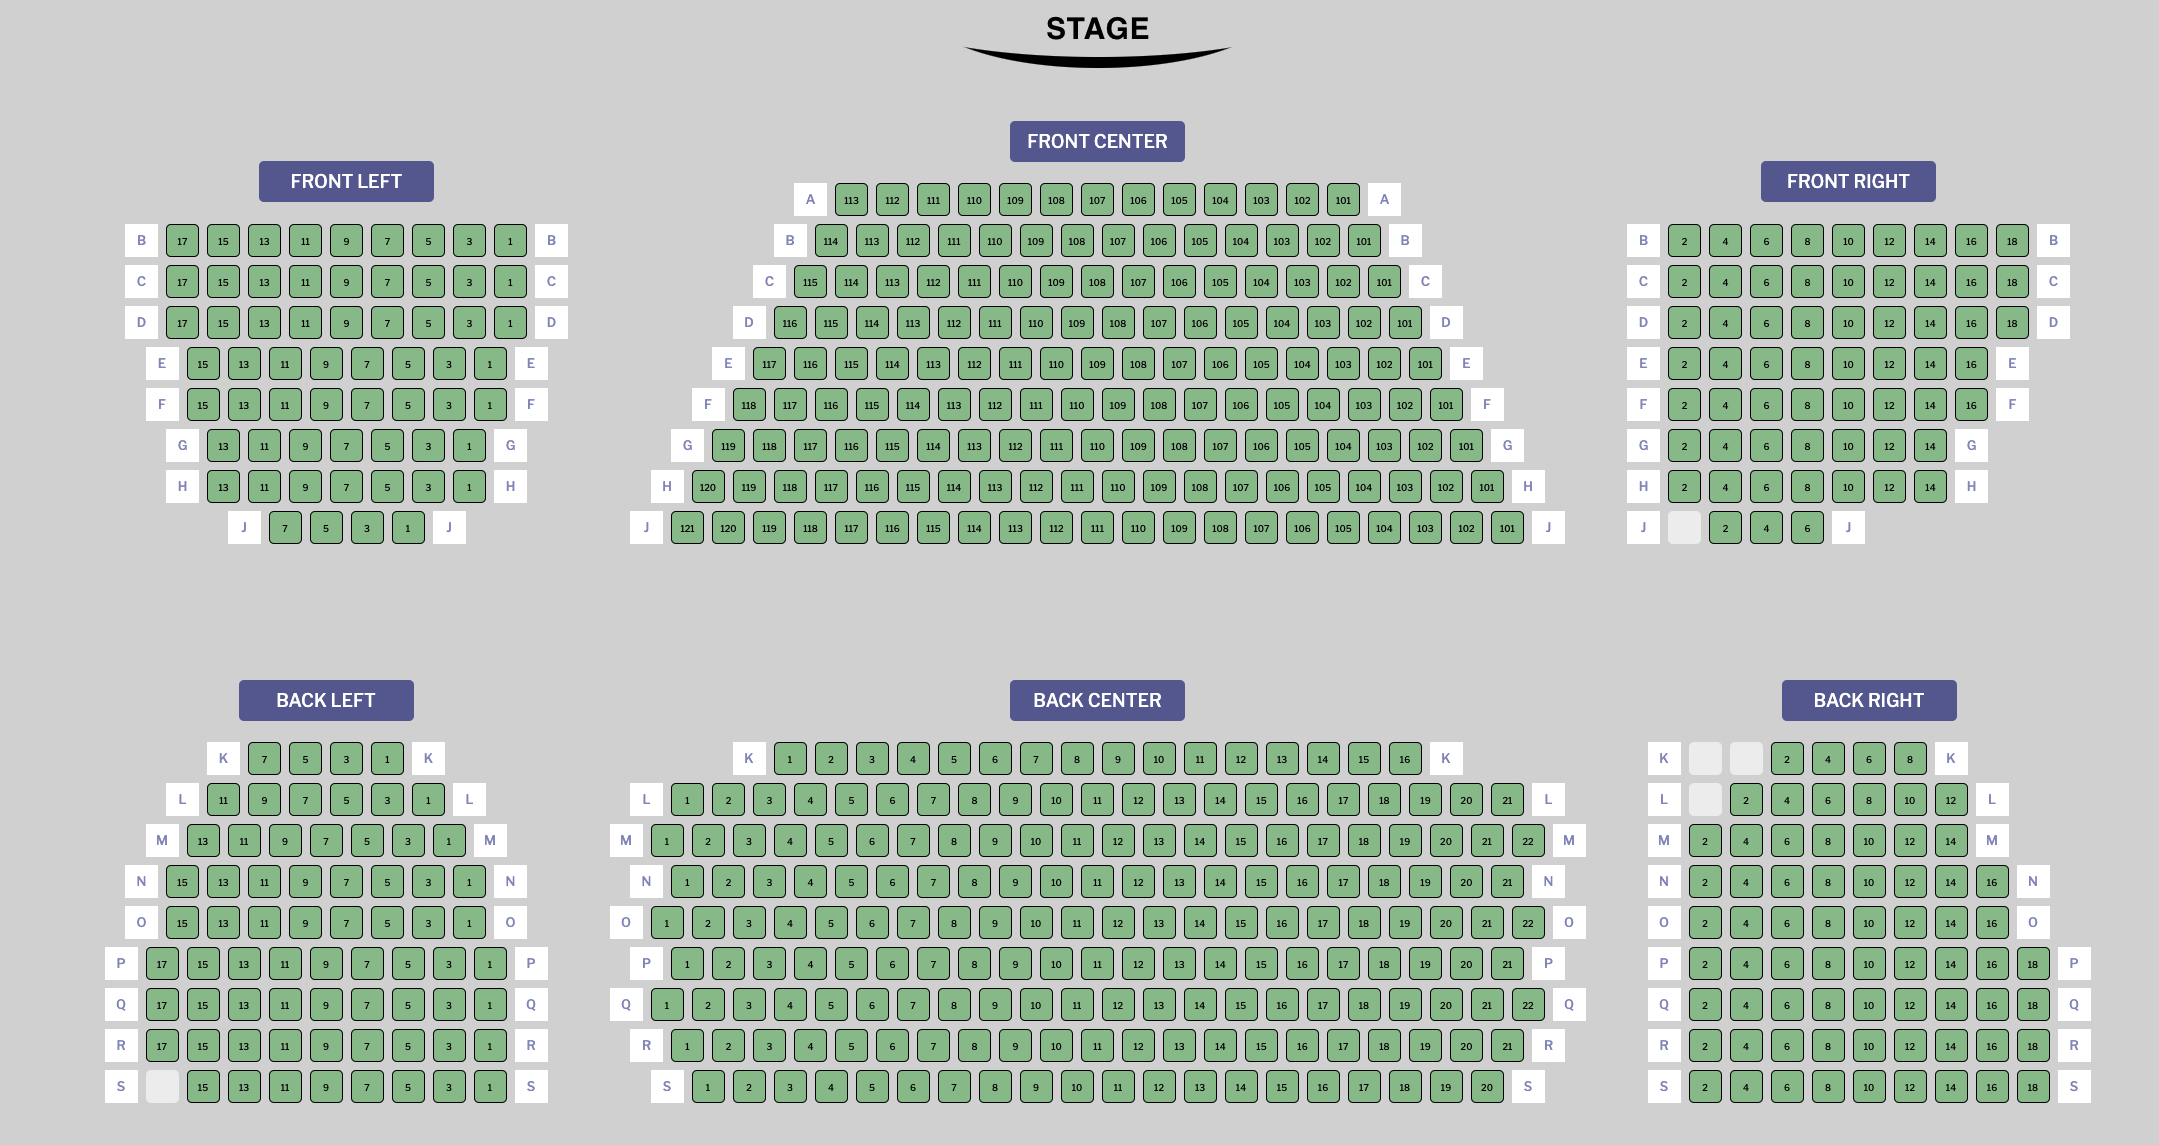 STAGE
FRONT CENTER
FRONT LEFT
FRONT RIGHT
A 113 112 111 110 109 108 107 106 105 104 103 102 101 A
B 17 15 13 11 9 7 5 3 1 B B 114 113 112 111 110 109 108 107 106 105 104 103 102 101 B B 2 4 6 8 10 12 14 16 18 B
C 17 15 13 11 9 7 5 3 1 C C 115 114 113 112 111 110 109 108 107 106 105 104 103 102 101 C C 2 4 6 8 10 12 14 16 18 C
D 17 15 13 11 9 7 5 3 1 D D 116 115 114 113 112 111 110 109 108 107 106 105 104 103 102 101 D D 2 4 6 8 10 12 14 16 18 D
E 15 13 11 9 7 5 3 1 E E 117 116 115 114 113 112 111 110 109 108 107 106 105 104 103 102 101 E E 2 4 6 8 10 12 14 16 E
F 15 13 11 9 7 5 3 1 F F 118 117 116 115 114 113 112 111 110 109 108 107 106 105 104 103 102 101 F F 2 4 6 8 10 12 14 16 F
G 13 11 9 7 5 3 1 G G 119 118 117 116 115 114 113 112 111 110 109 108 107 106 105 104 103 102 101 G G 2 4 6 8 10 12 14 G
H 13 11 9 7 5 3 1 H H 120 119 118 117 116 115 114 113 112 111 110 109 108 107 106 105 104 103 102 101 H H 2 4 6 8 10 12 14 H
J 7 5 3 1 J J 121 120 119 118 117 116 115 114 113 112 111 110 109 108 107 106 105 104 103 102 101 J J 2 4 6 J
BACK LEFT BACK CENTER BACK RIGHT
K 7 5 3 1 K K 1 2 3 4 5 6 7 8 9 10 11 12 13 14 15 16 K K 2 4 6 8 K
L 11 9 7 5 3 1 L L 1 2 3 4 5 6 7 8 9 10 11 12 13 14 15 16 17 18 19 20 21 L L 2 4 6 8 10 12 L
M 13 11 9 7 5 3 1 M M 1 2 3 4 5 6 7 8 9 10 11 12 13 14 15 16 17 18 19 20 21 22 M M 2 4 6 8 10 12 14 M
N 15 13 11 9 7 5 3 1 N N 1 2 3 4 5 6 7 8 9 10 11 12 13 14 15 16 17 18 19 20 21 N N 2 4 6 8 10 12 14 16 N
O 15 13 11 9 7 5 3 1 O O 1 2 3 4 5 6 7 8 9 10 11 12 13 14 15 16 17 18 19 20 21 22 O O 2 4 6 8 10 12 14 16 O
P 17 15 13 11 9 7 5 3 1 P P 1 2 3 4 5 6 7 8 9 10 11 12 13 14 15 16 17 18 19 20 21 P P 2 4 6 8 10 12 14 16 18 P
Q 17 15 13 11 9 7 5 3 1 Q Q 1 2 3 4 5 6 7 8 9 10 11 12 13 14 15 16 17 18 19 20 21 22 Q Q 2 4 6 8 10 12 14 16 18 Q
R 17 15 13 11 9 7 5 3 1 R R 1 2 3 4 5 6 7 8 9 10 11 12 13 14 15 16 17 18 19 20 21 R R 2 4 6 8 10 12 14 16 18 R
S 15 13 11 9 7 5 3 1 S S 1 2 3 4 5 6 7 8 9 10 11 12 13 14 15 16 17 18 19 20 S S 2 4 6 8 10 12 14 16 18 S